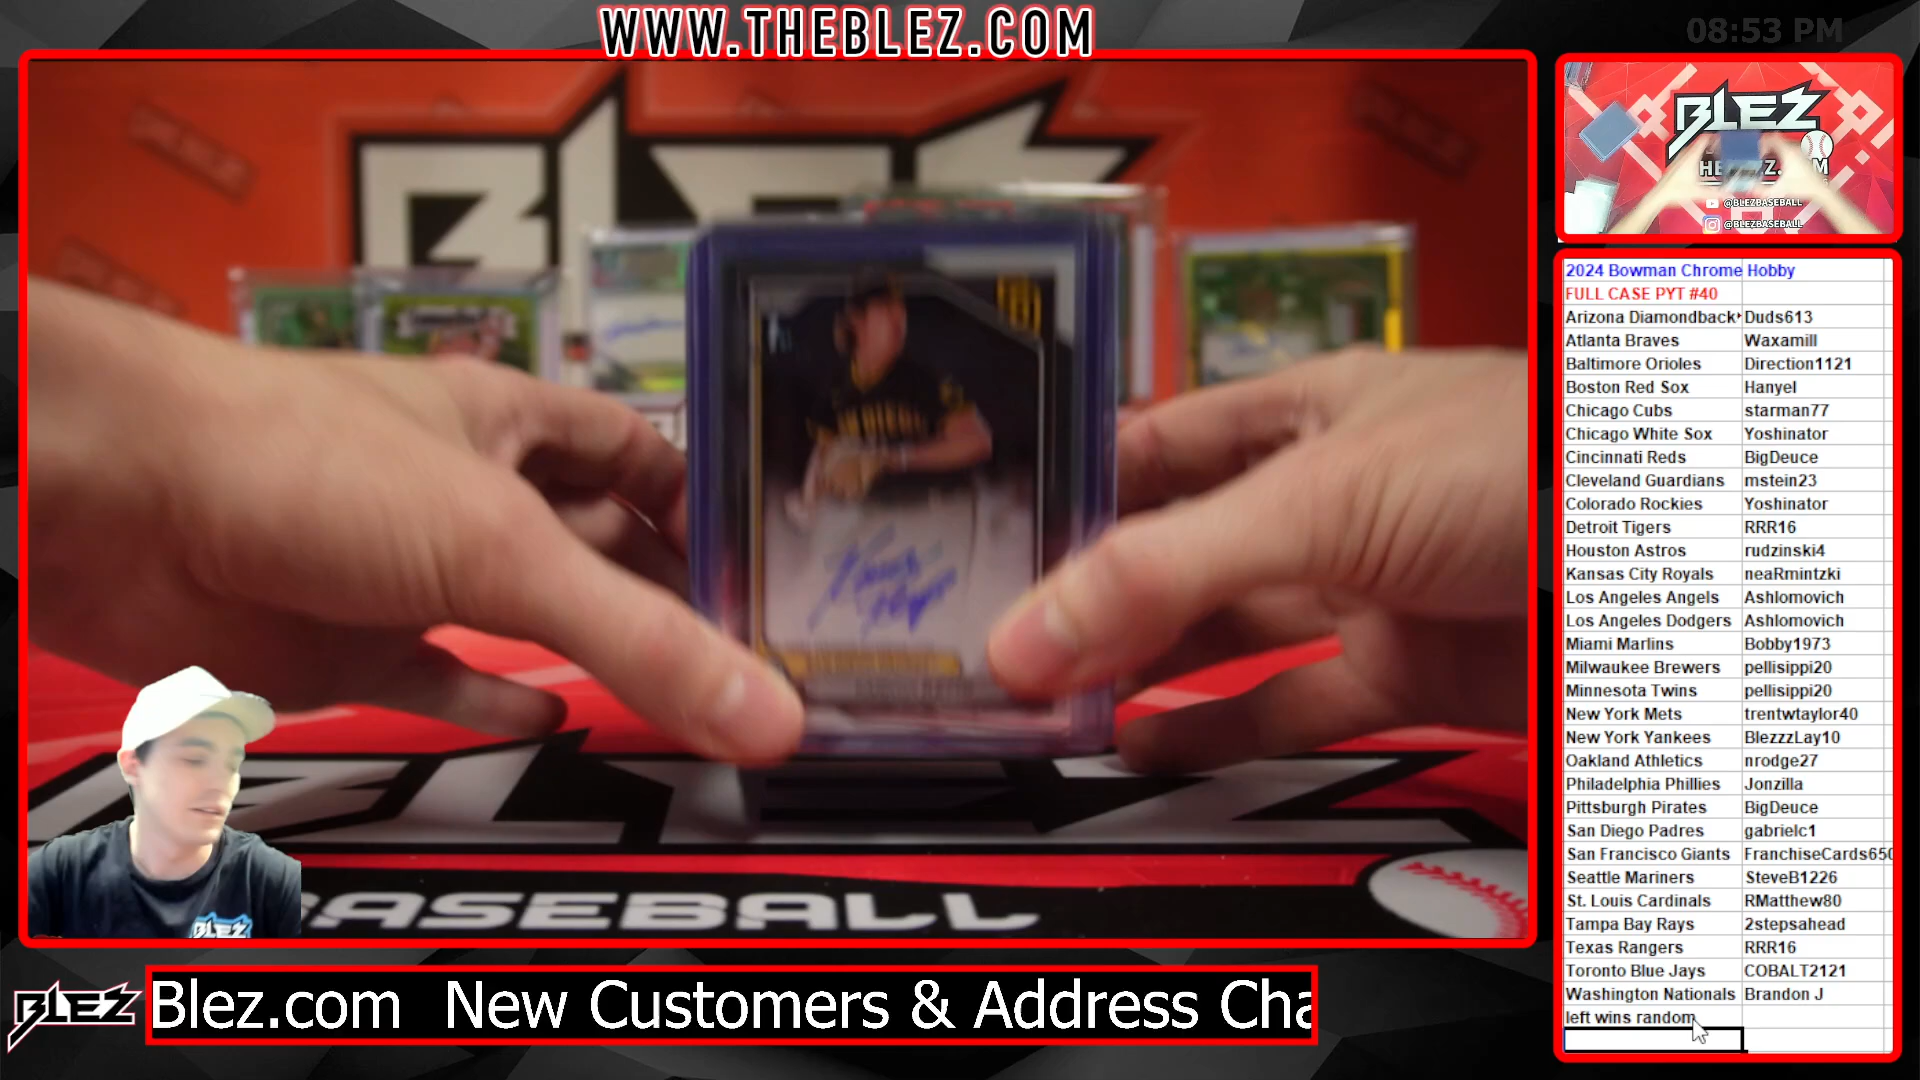 WWW.THEBLEZ.COM
08:53 PM
BLEZ
BLEZ
@BLEZBASEBALL
@BLEZBASEBALL
2024 Bowman Chrome Hobby
FULL CASE PYT #40
Arizona Diamondback Duds613
Atlanta Braves Waxamill
Baltimore Orioles Direction1121
Boston Red Sox Hanyel
Chicago Cubs starman77
Chicago White Sox Yoshinator
Cincinnati Reds BigDeuce
Cleveland Guardians mstein23
Colorado Rockies Yoshinator
Detroit Tigers RRR16
Houston Astros rudzinski4
Kansas City Royals neaRmintzki
Los Angeles Angels Ashlomovich
Los Angeles Dodgers Ashlomovich
Miami Marlins Bobby1973
Milwaukee Brewers pellisippi20
Minnesota Twins pellisippi20
New York Mets trentwtaylor40
New York Yankees BlezzzLay10
Oakland Athletics nrodge27
Philadelphia Phillies Jonzilla
Pittsburgh Pirates BigDeuce
San Diego Padres gabrielc1
San Francisco Giants FranchiseCards650
Seattle Mariners SteveB1226
St. Louis Cardinals RMatthew80
Tampa Bay Rays 2stepsahead
Texas Rangers RRR16
Toronto Blue Jays COBALT2121
Washington Nationals Brandon J
left wins random
BLEZ
BASEBALL
BLEZ
BLEZ
Blez.com New Customers & Address Cha